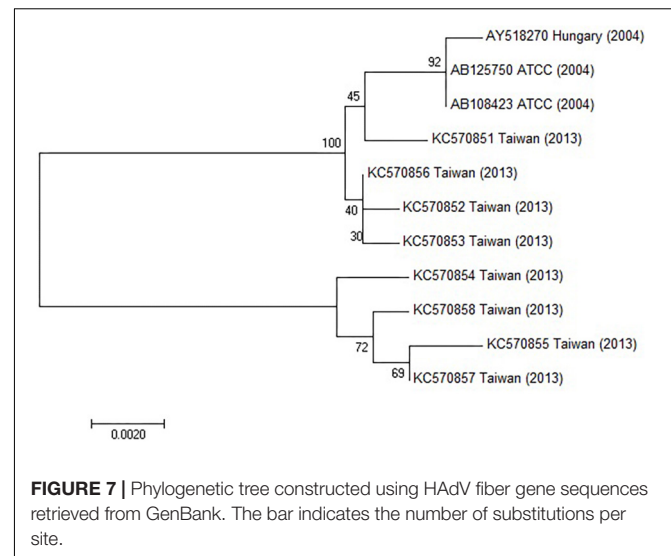 AY518270 Hungary (2004)
92
AB125750 ATCC (2004)
45
AB108423 ATCC (2004)
100
KC570851 Taiwan (2013)
KC570856 Taiwan (2013)
40
KC570852 Taiwan (2013)
30
KC570853 Taiwan (2013)
KC570854 Taiwan (2013)
KC570858 Taiwan (2013)
72
KC570855 Taiwan (2013)
69
KC570857 Taiwan (2013)
0.0020
FIGURE 7 | Phylogenetic tree constructed using HAdV fiber gene sequences
retrieved from GenBank. The bar indicates the number of substitutions per
site.